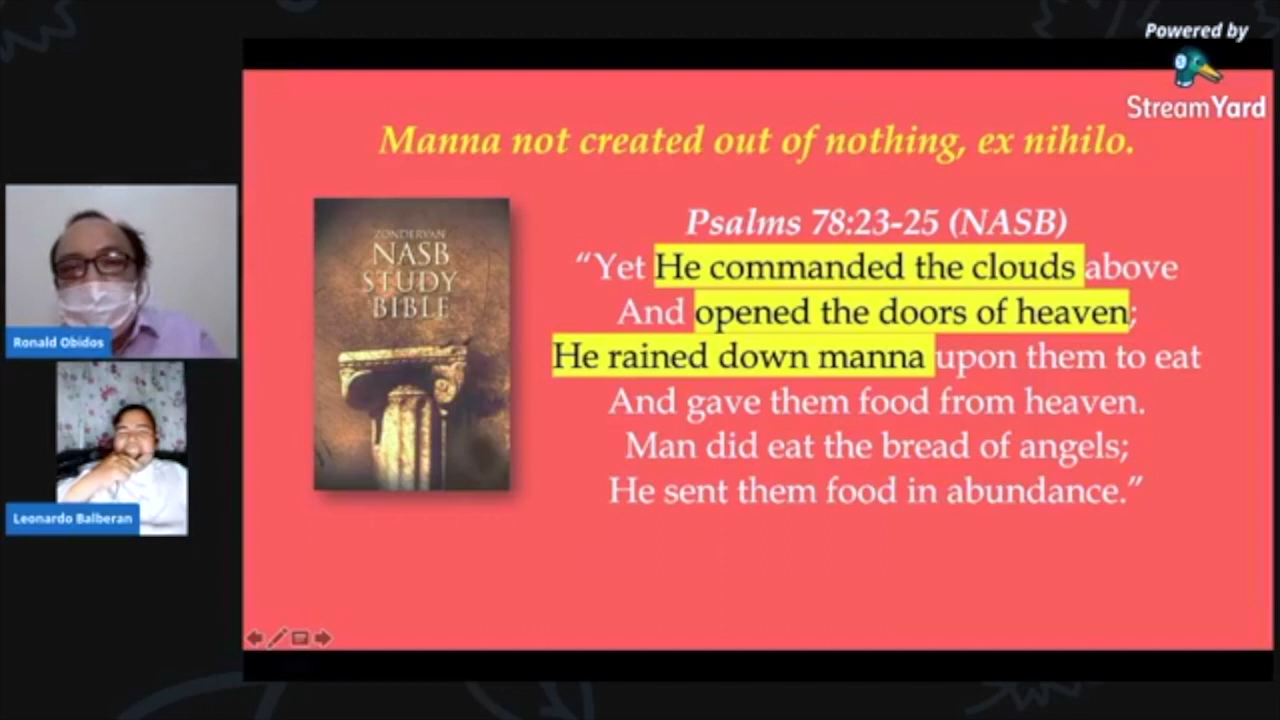 Powered by
StreamYard
Manna not created out of nothing, ex nihilo.
ZONDERVAN
NASB
STUDY
BIBLE
Psalms 78:23-25 (NASB)
“Yet He commanded the clouds above
And opened the doors of heaven;
He rained down manna upon them to eat
And gave them food from heaven.
Man did eat the bread of angels;
He sent them food in abundance.”
Ronald Obidos
Leonardo Balberan